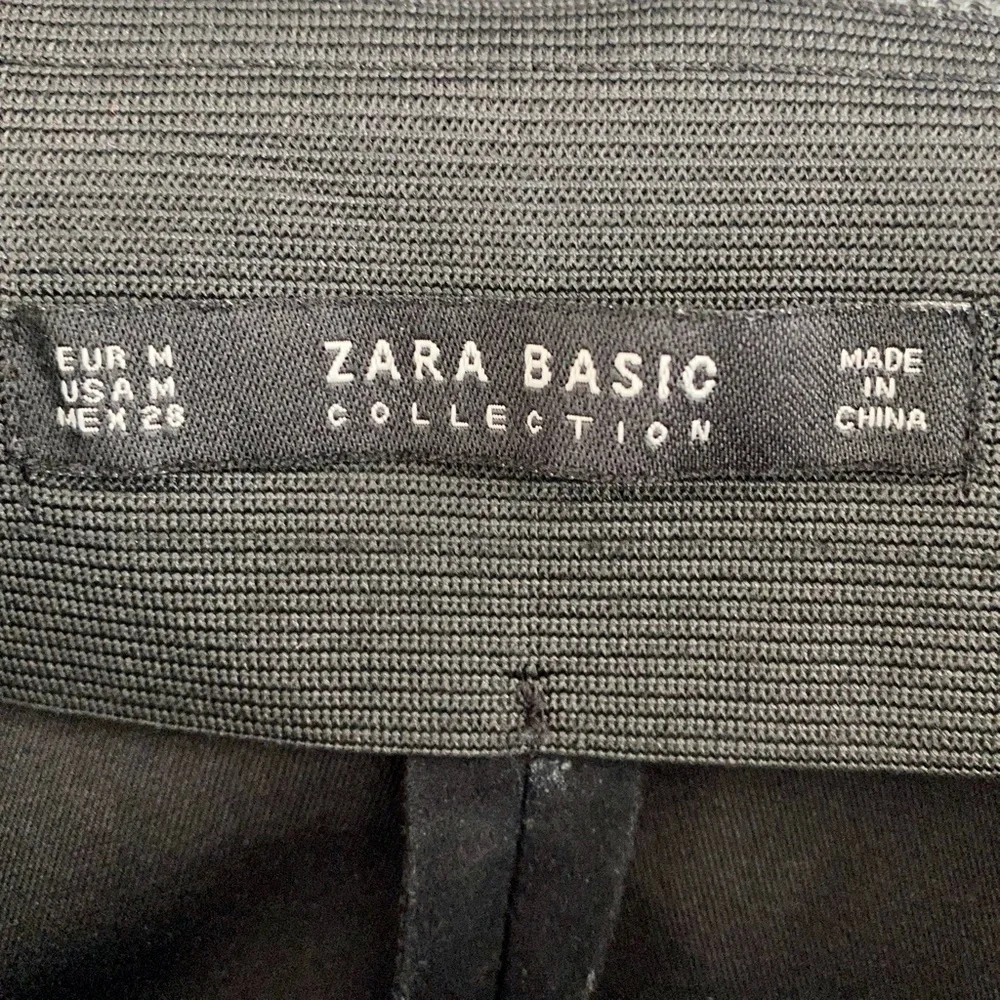 EUR M
USA M
MEX 28
ZARA BASIC
COLLECTION
MADE
IN
CHINA